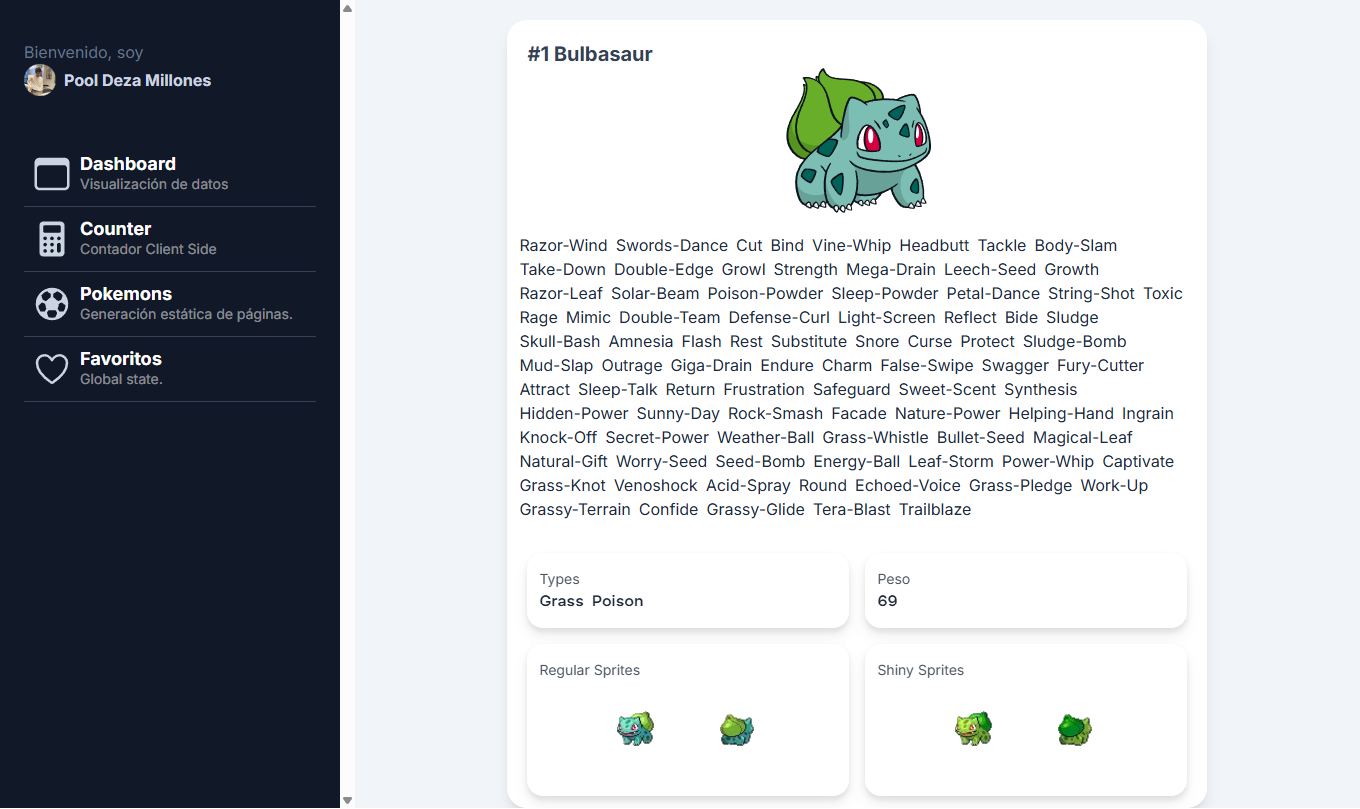 Bienvenido, soy
Pool Deza Millones
Dashboard
Visualización de datos
Counter
Contador Client Side
Pokemons
Generación estática de páginas.
Favoritos
Global state.
#1 Bulbasaur
Razor-Wind Swords-Dance Cut Bind Vine-Whip Headbutt Tackle Body-Slam
Take-Down Double-Edge Growl Strength Mega-Drain Leech-Seed Growth
Razor-Leaf Solar-Beam Poison-Powder Sleep-Powder Petal-Dance String-Shot Toxic
Rage Mimic Double-Team Defense-Curl Light-Screen Reflect Bide Sludge
Skull-Bash Amnesia Flash Rest Substitute Snore Curse Protect Sludge-Bomb
Mud-Slap Outrage Giga-Drain Endure Charm False-Swipe Swagger Fury-Cutter
Attract Sleep-Talk Return Frustration Safeguard Sweet-Scent Synthesis
Hidden-Power Sunny-Day Rock-Smash Facade Nature-Power Helping-Hand Ingrain
Knock-Off Secret-Power Weather-Ball Grass-Whistle Bullet-Seed Magical-Leaf
Natural-Gift Worry-Seed Seed-Bomb Energy-Ball Leaf-Storm Power-Whip Captivate
Grass-Knot Venoshock Acid-Spray Round Echoed-Voice Grass-Pledge Work-Up
Grassy-Terrain Confide Grassy-Glide Tera-Blast Trailblaze
Types
Grass Poison
Peso
69
Regular Sprites
Shiny Sprites